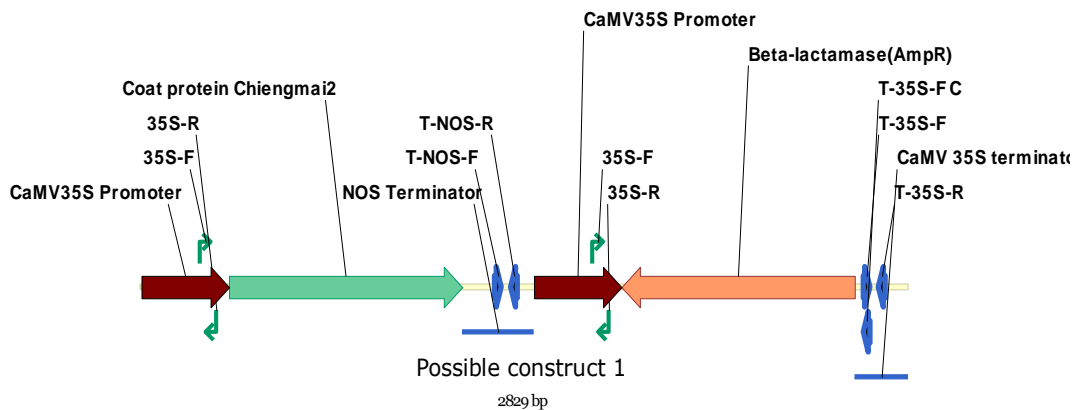 CaMV35S Promoter
Beta-lactamase(AmpR)
Coat protein Chiengmai2
T-35S-F C
35S-R
T-NOS-R
T-35S-F
35S-F
T-NOS-F
35S-F
CaMV 35S terminato
CaMV35S Promoter
NOS Terminator
35S-R
T-35S-R
Possible construct 1
2829 bp